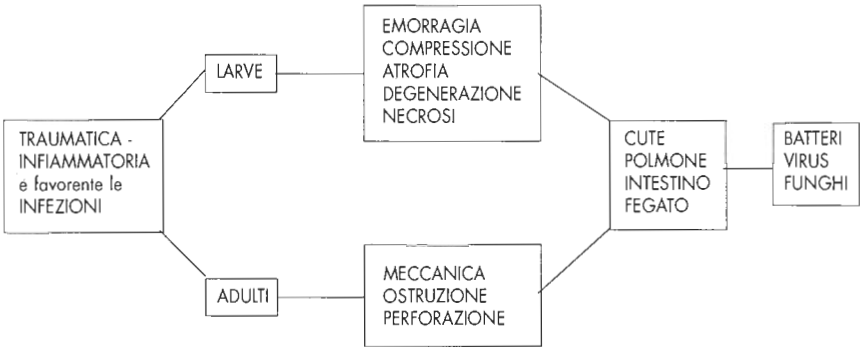 TRAUMATICA -
INFIAMMATORIA
é favorente le
INFEZIONI
LARVE
EMORRAGIA
COMPRESSIONE
ATROFIA
DEGENERAZIONE
NECROSI
ADULTI
MECCANICA
OSTRUZIONE
PERFORAZIONE
CUTE
POLMONE
INTESTINO
FEGATO
BATTERI
VIRUS
FUNGHI